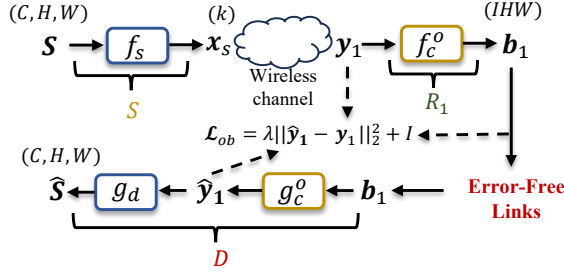 (C, H, W) (k) (IHW)
S f_s x_s y_1 f_c^o b_1
Wireless
channel
S R_1
ℒ_ob = λ||ŷ_1 - y_1||_2^2 + I
(C, H, W)
Ŝ g_d ŷ_1 g_c^o b_1 Error-Free
Links
D